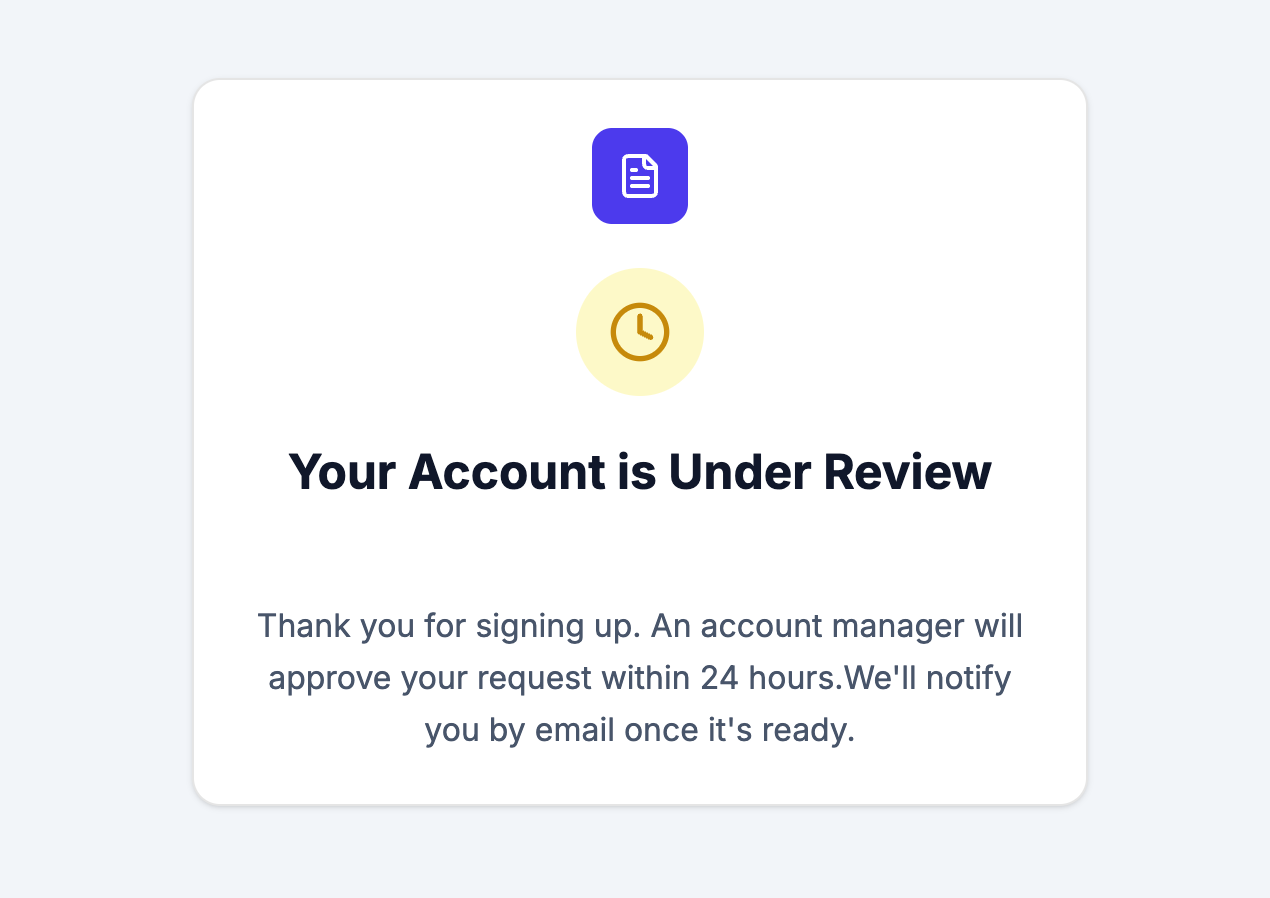 Your Account is Under Review
Thank you for signing up. An account manager will
approve your request within 24 hours.We'll notify
you by email once it's ready.